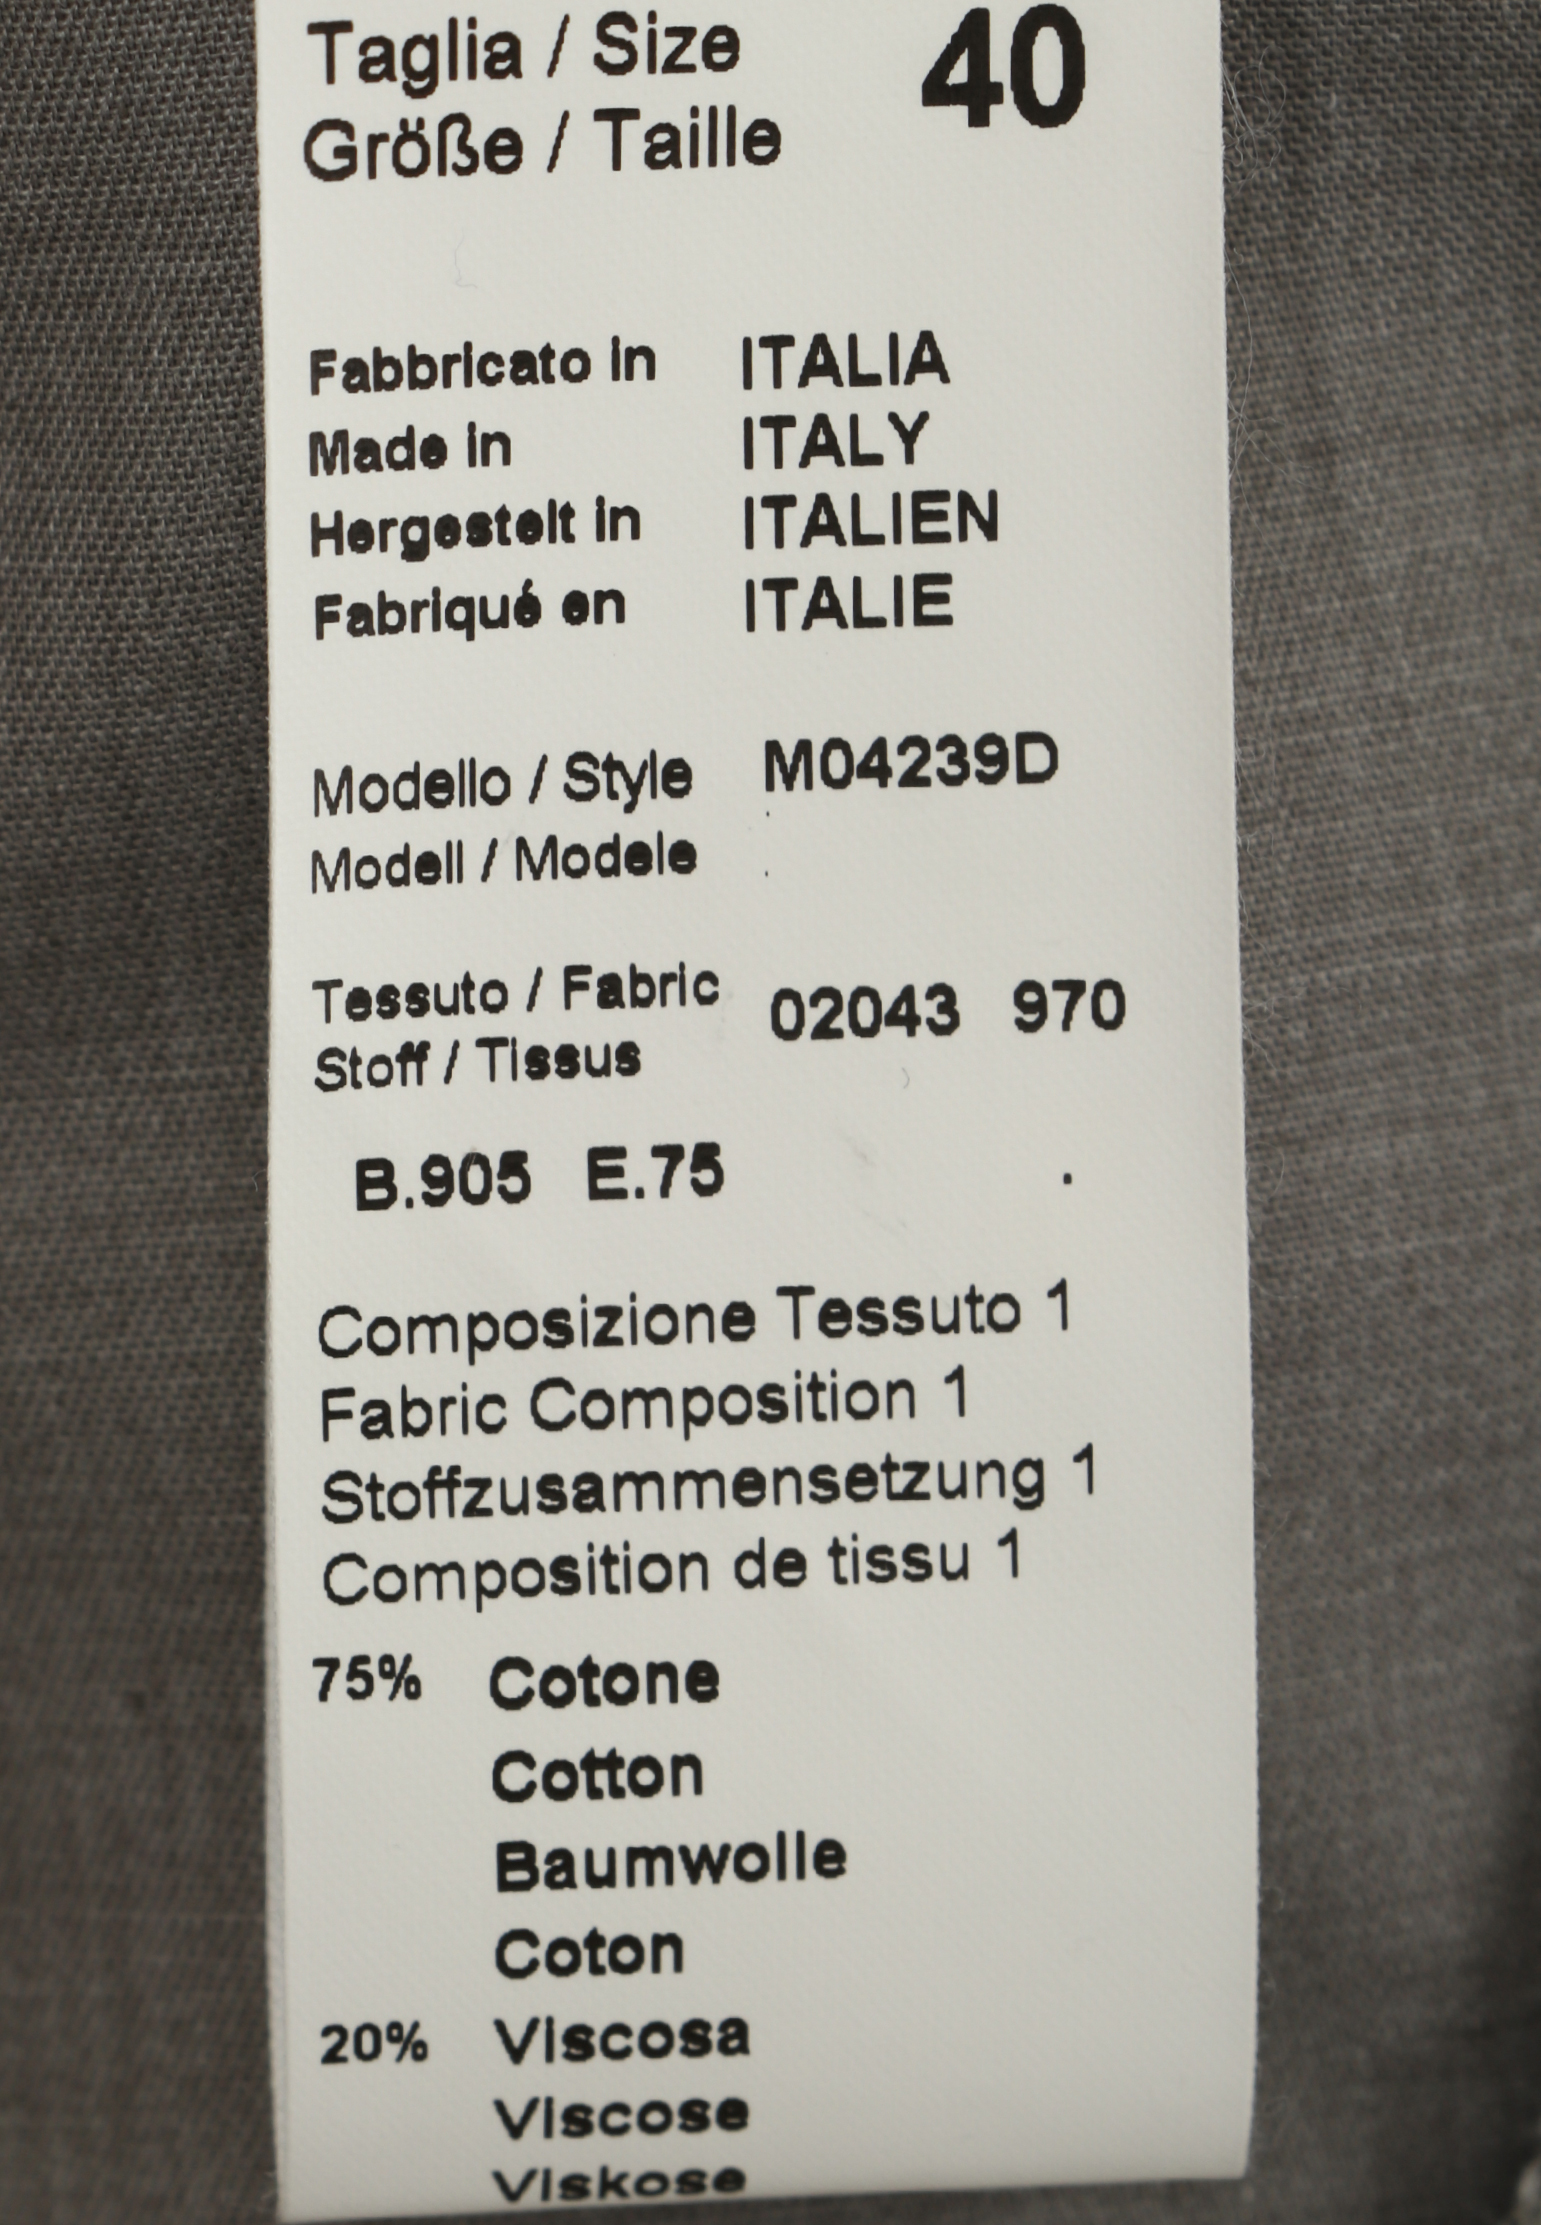 Taglia / Size 40
Größe / Taille
Fabbricato in ITALIA
Made in ITALY
Hergestelt in ITALIEN
Fabriqué en ITALIE
Modello / Style M04239D
Modell / Modele
Tessuto / Fabric 02043 970
Stoff / Tissus
B.905 E.75 .
Composizione Tessuto 1
Fabric Composition 1
Stoffzusammensetzung 1
Composition de tissu 1
75% Cotone
Cotton
Baumwolle
Coton
20% Viscosa
Viscose
Viskose